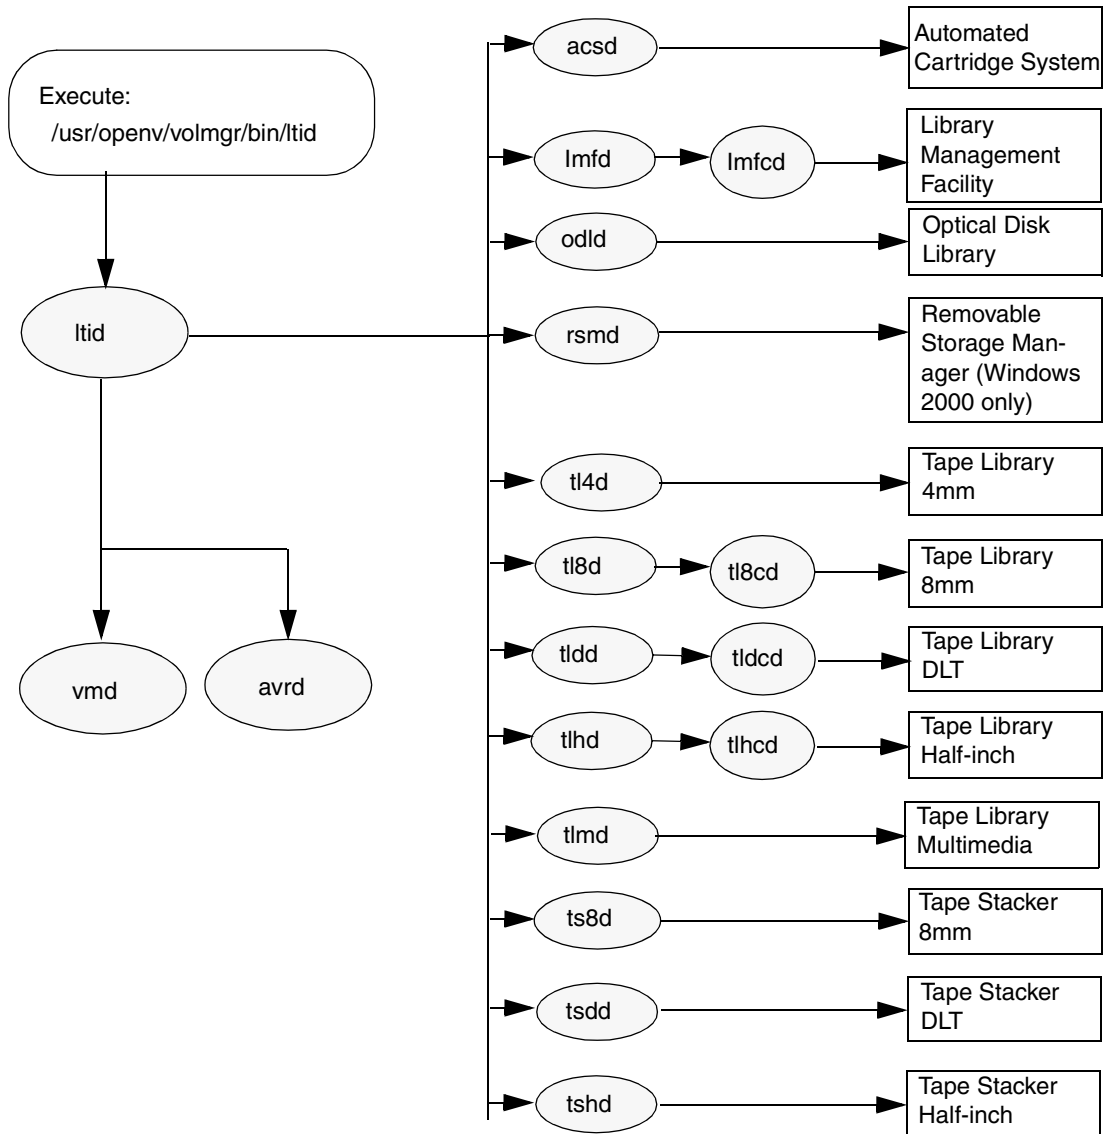 Execute:
/usr/openv/volmgr/bin/ltid
ltid
vmd
avrd
acsd
Automated
Cartridge System
lmfd
lmfcd
Library
Management
Facility
odld
Optical Disk
Library
rsmd
Removable
Storage Man-
ager (Windows
2000 only)
tl4d
Tape Library
4mm
tl8d
tl8cd
Tape Library
8mm
tldd
tldcd
Tape Library
DLT
tlhd
tlhcd
Tape Library
Half-inch
tlmd
Tape Library
Multimedia
ts8d
Tape Stacker
8mm
tsdd
Tape Stacker
DLT
tshd
Tape Stacker
Half-inch